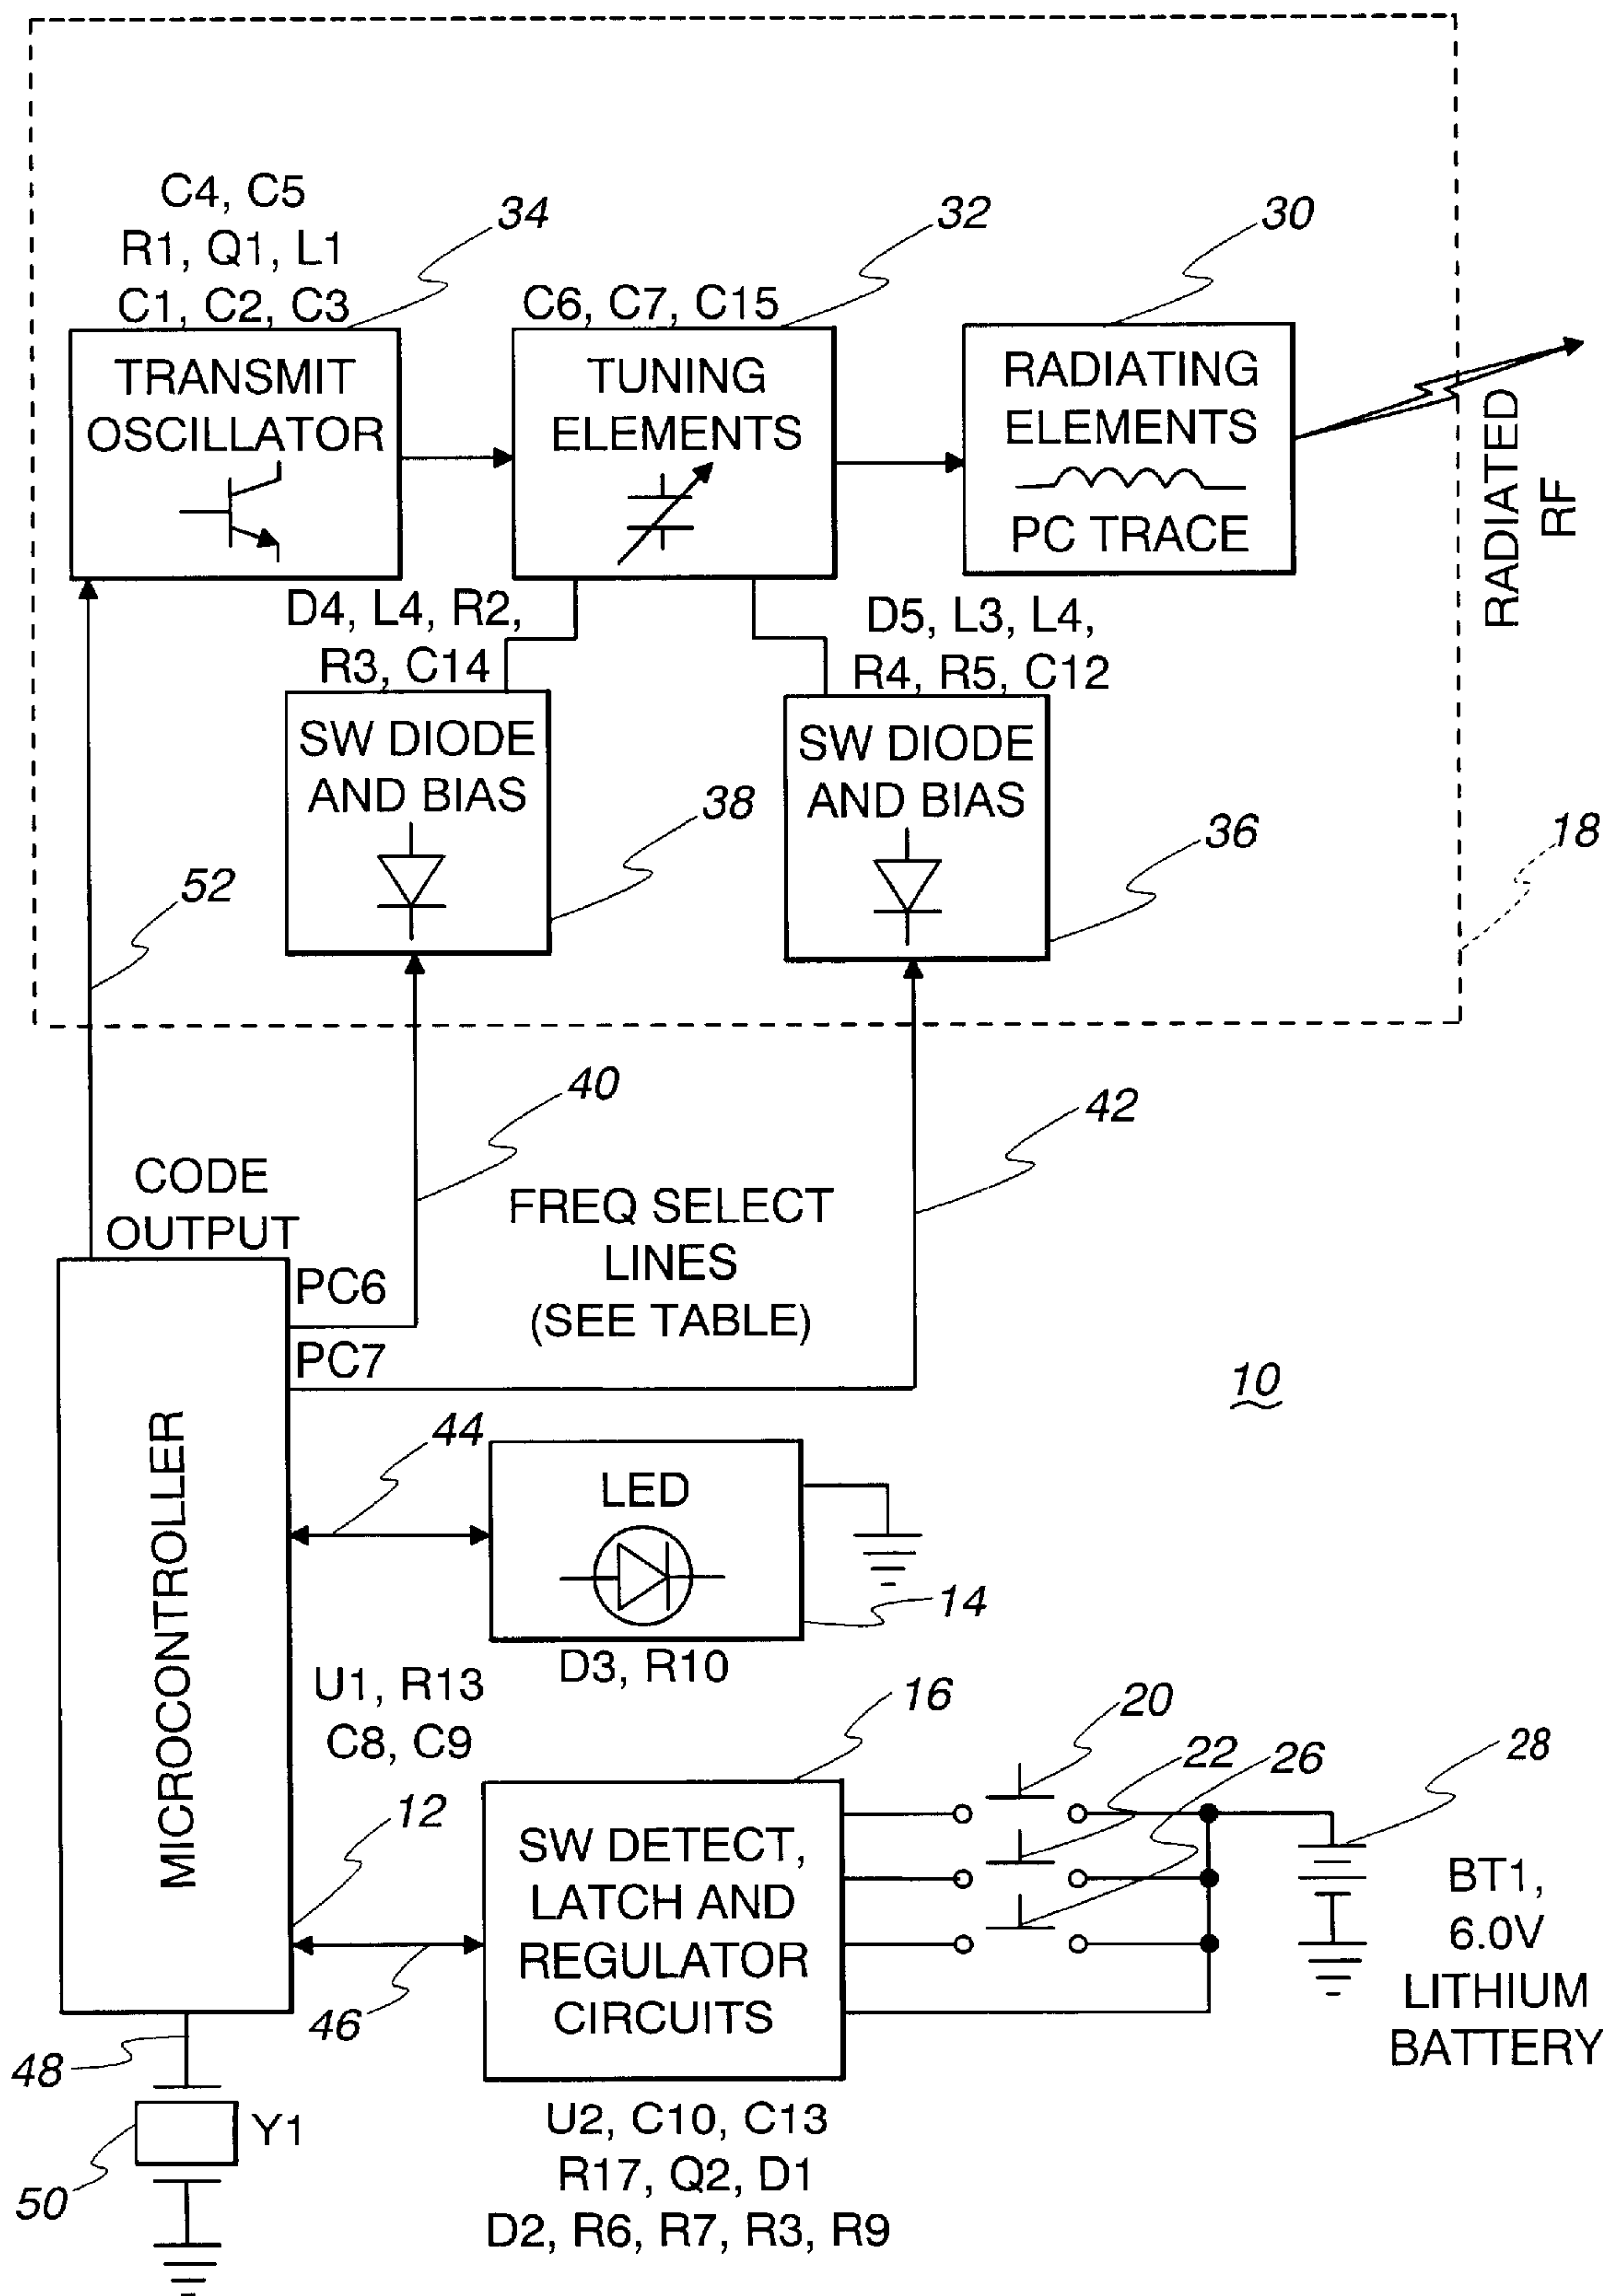 C4, C5
R1, Q1, L1
C1, C2, C3
34
C6, C7, C15
32
30
TRANSMIT
OSCILLATOR
TUNING
ELEMENTS
RADIATING
ELEMENTS
PC TRACE
RADIATED
RF
D4, L4, R2,
R3, C14
D5, L3, L4,
R4, R5, C12
SW DIODE
AND BIAS
38
SW DIODE
AND BIAS
36
18
52
40
42
CODE
OUTPUT
FREQ SELECT
LINES
(SEE TABLE)
PC6
PC7
10
MICROCONTROLLER
44
LED
14
D3, R10
U1, R13
C8, C9
12
16
20
22
26
28
SW DETECT,
LATCH AND
REGULATOR
CIRCUITS
BT1,
6.0V
LITHIUM
BATTERY
46
48
Y1
50
U2, C10, C13
R17, Q2, D1
D2, R6, R7, R3, R9